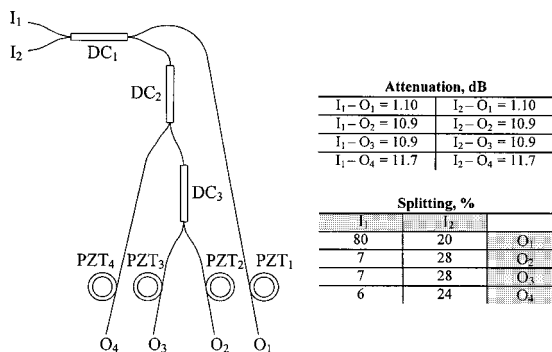 I1
I2
DC1
DC2
DC3
PZT4 PZT3 PZT2 PZT1
O4 O3 O2 O1
Attenuation, dB
I1 – O1 = 1.10 I2 – O1 = 1.10
I1 – O2 = 10.9 I2 – O2 = 10.9
I1 – O3 = 10.9 I2 – O3 = 10.9
I1 – O4 = 11.7 I2 – O4 = 11.7
Splitting, %
I1 I2
80 20 O1
7 28 O2
7 28 O3
6 24 O4